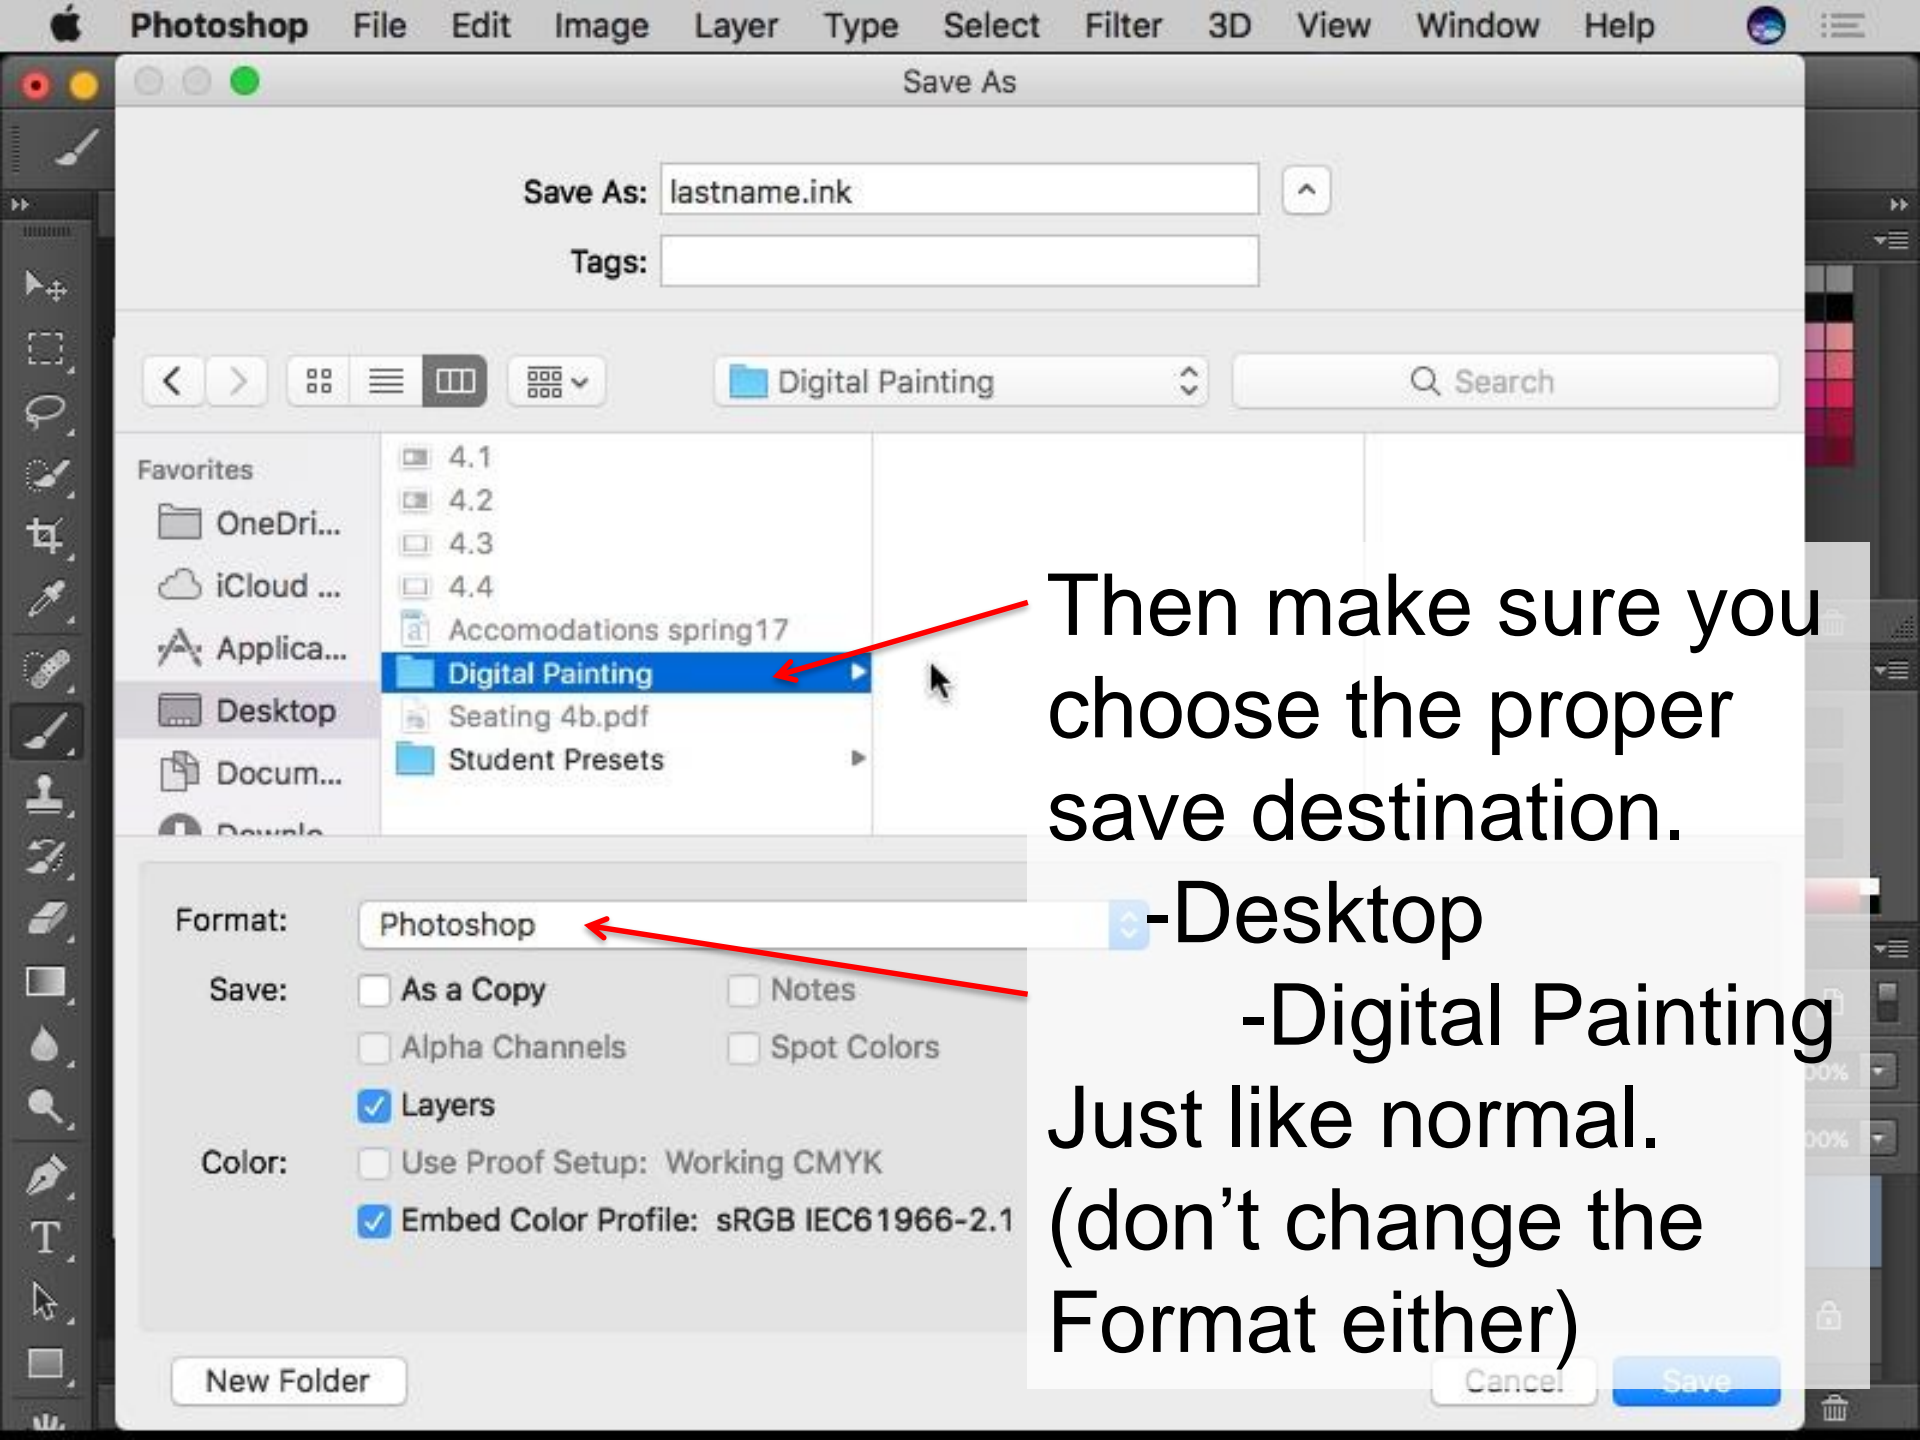 Photoshop File Edit Image Layer Type Select Filter 3D View Window Help
Save As
Save As: lastname.ink
Tags:
Digital Painting
Search
Favorites
OneDri...
iCloud ...
Applica...
Desktop
Docum...
Downlo
4.1
4.2
4.3
4.4
Accomodations spring17
Digital Painting
Seating 4b.pdf
Student Presets
Then make sure you
choose the proper
save destination.
-Desktop
-Digital Painting
Just like normal.
(don’t change the
Format either)
Format: Photoshop
Save: As a Copy Notes
Alpha Channels Spot Colors
Layers
Color: Use Proof Setup: Working CMYK
Embed Color Profile: sRGB IEC61966-2.1
New Folder
Cancel Save